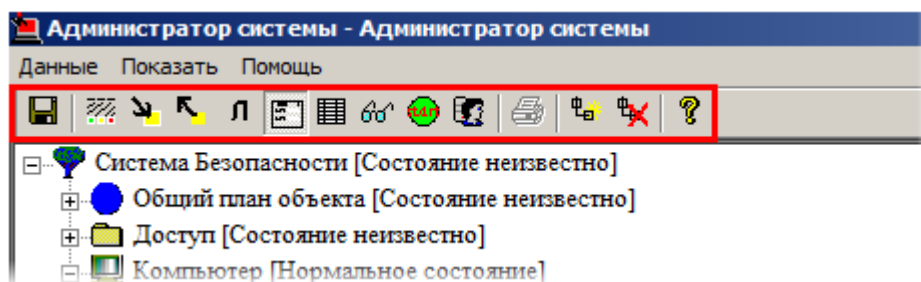 Администратор системы - Администратор системы
Данные Показать Помощь
Л tdn ?
Система Безопасности [Состояние неизвестно]
Общий план объекта [Состояние неизвестно]
Доступ [Состояние неизвестно]
Компьютер [Нормальное состояние]